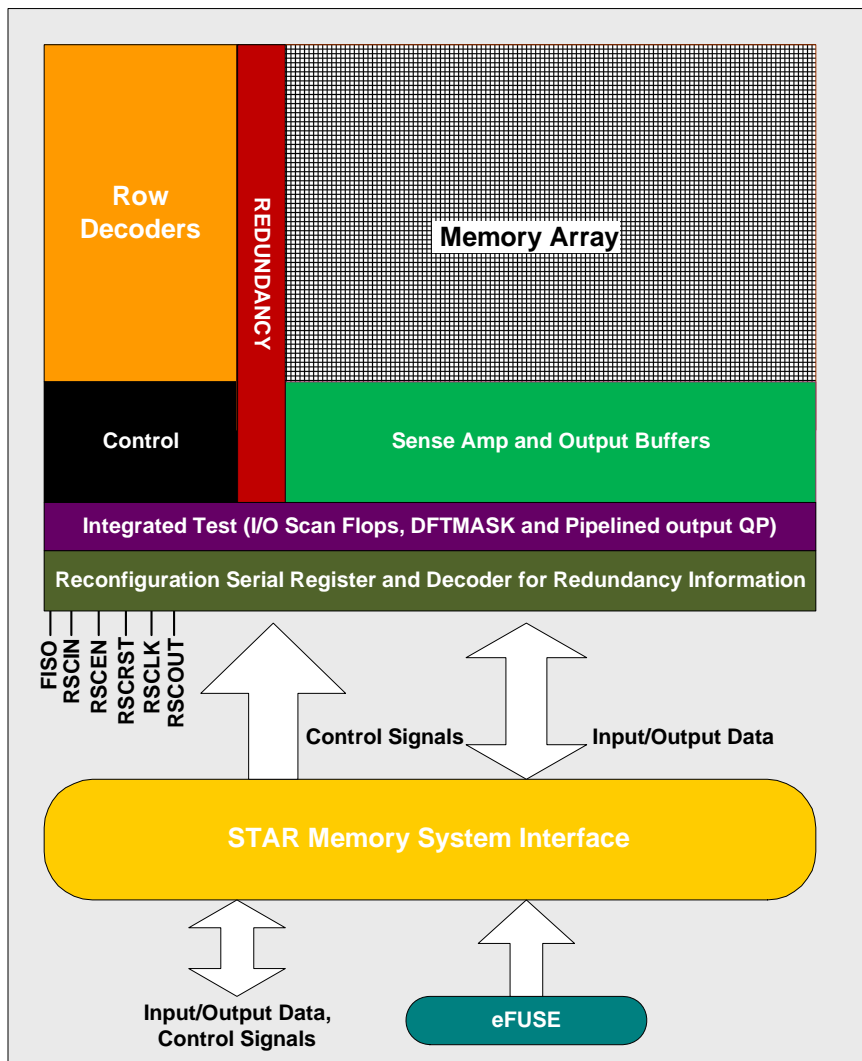 Row
Decoders
REDUNDANCY
Memory Array
Control
Sense Amp and Output Buffers
Integrated Test (I/O Scan Flops, DFTMASK and Pipelined output QP)
Reconfiguration Serial Register and Decoder for Redundancy Information
FISO
RSCIN
RSCEN
RSCRST
RSCLK
RSCOUT
Control Signals
Input/Output Data
STAR Memory System Interface
Input/Output Data,
Control Signals
eFUSE